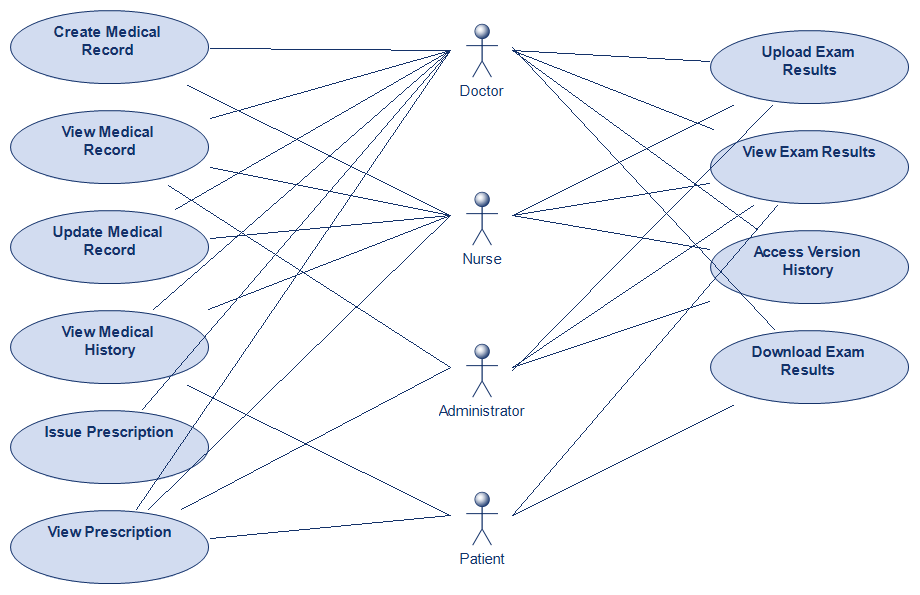 Create Medical
Record
View Medical
Record
Update Medical
Record
View Medical
History
Issue Prescription
View Prescription
Doctor
Nurse
Administrator
Patient
Upload Exam
Results
View Exam Results
Access Version
History
Download Exam
Results